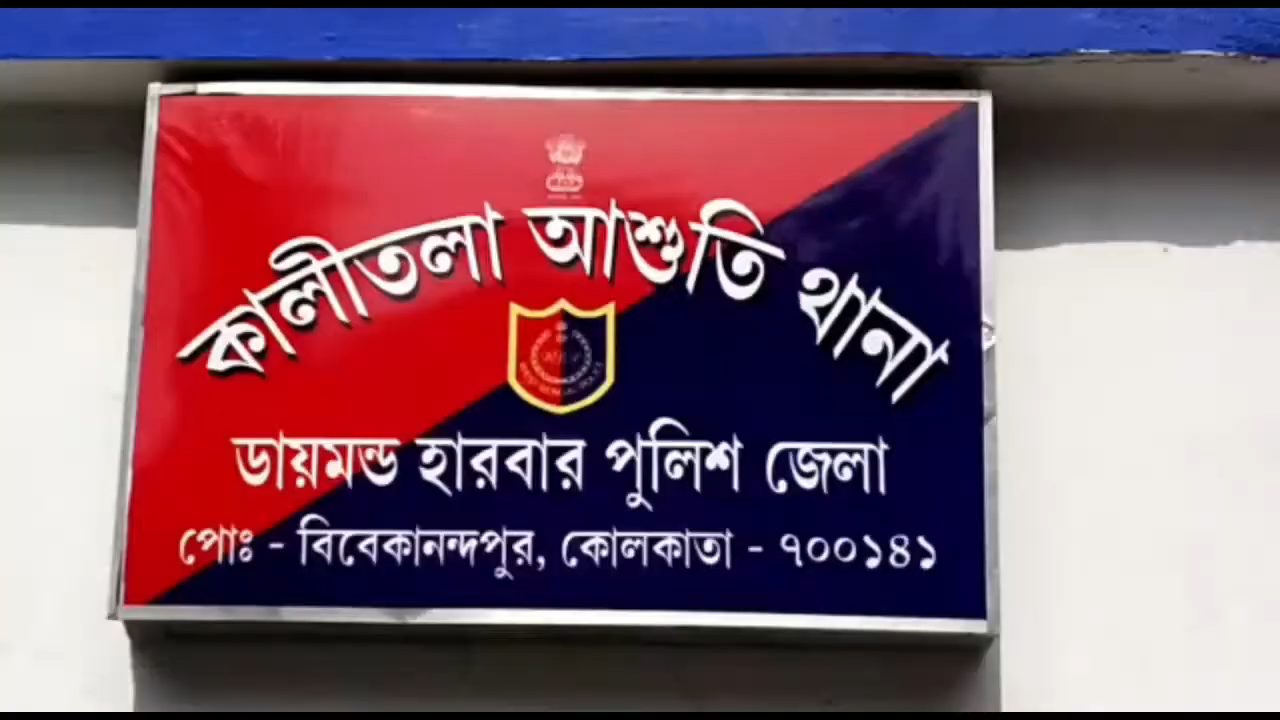 কালীতলা আশুতি থানা
ডায়মন্ড হারবার পুলিশ জেলা
পোঃ - বিবেকানন্দপুর, কোলকাতা - ৭০০১৪১